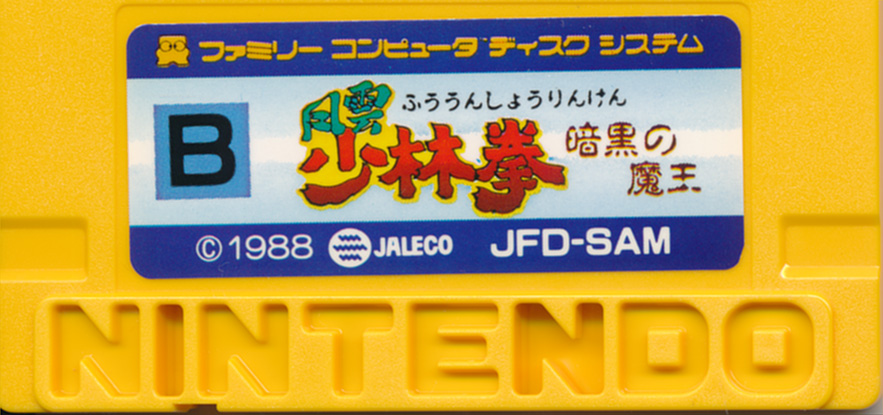 ファミリー コンピュータ ディスク システム
B
ふううんしょうりんけん
風雲
少林拳
暗黒の
魔王
©1988 JALECO JFD-SAM
NINTENDO